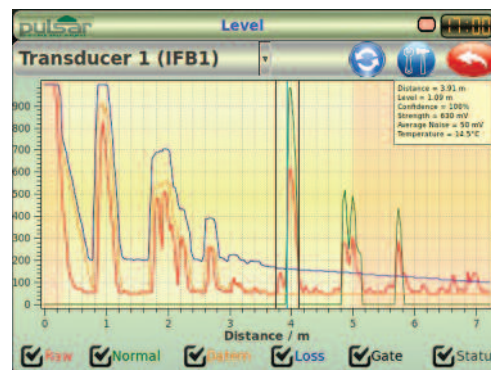 pulsar
Level
Transducer 1 (IFB1)
Distance = 3.91 m
Level = 1.09 m
Confidence = 100%
Strength = 630 mV
Average Noise = 50 mV
Temperature = 14.5°C
900
800
700
600
500
400
300
200
100
0
0 1 2 3 4 5 6 7
Distance / m
Raw Normal Gate Loss Gate Status